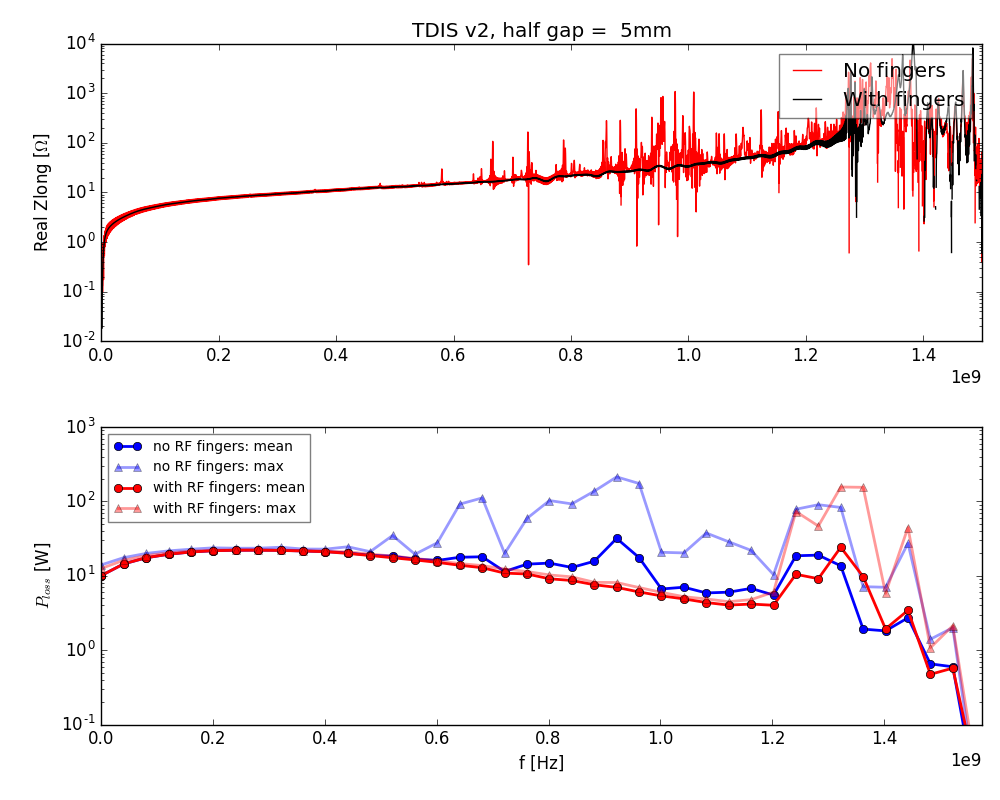 TDIS v2, half gap =  5mm
Real Zlong [Ω]
10^4
10^3
10^2
10^1
10^0
10^-1
10^-2
No fingers
With fingers
0.0 0.2 0.4 0.6 0.8 1.0 1.2 1.4
1e9
P_loss [W]
10^3
10^2
10^1
10^0
10^-1
no RF fingers: mean
no RF fingers: max
with RF fingers: mean
with RF fingers: max
0.0 0.2 0.4 0.6 0.8 1.0 1.2 1.4
f [Hz]
1e9